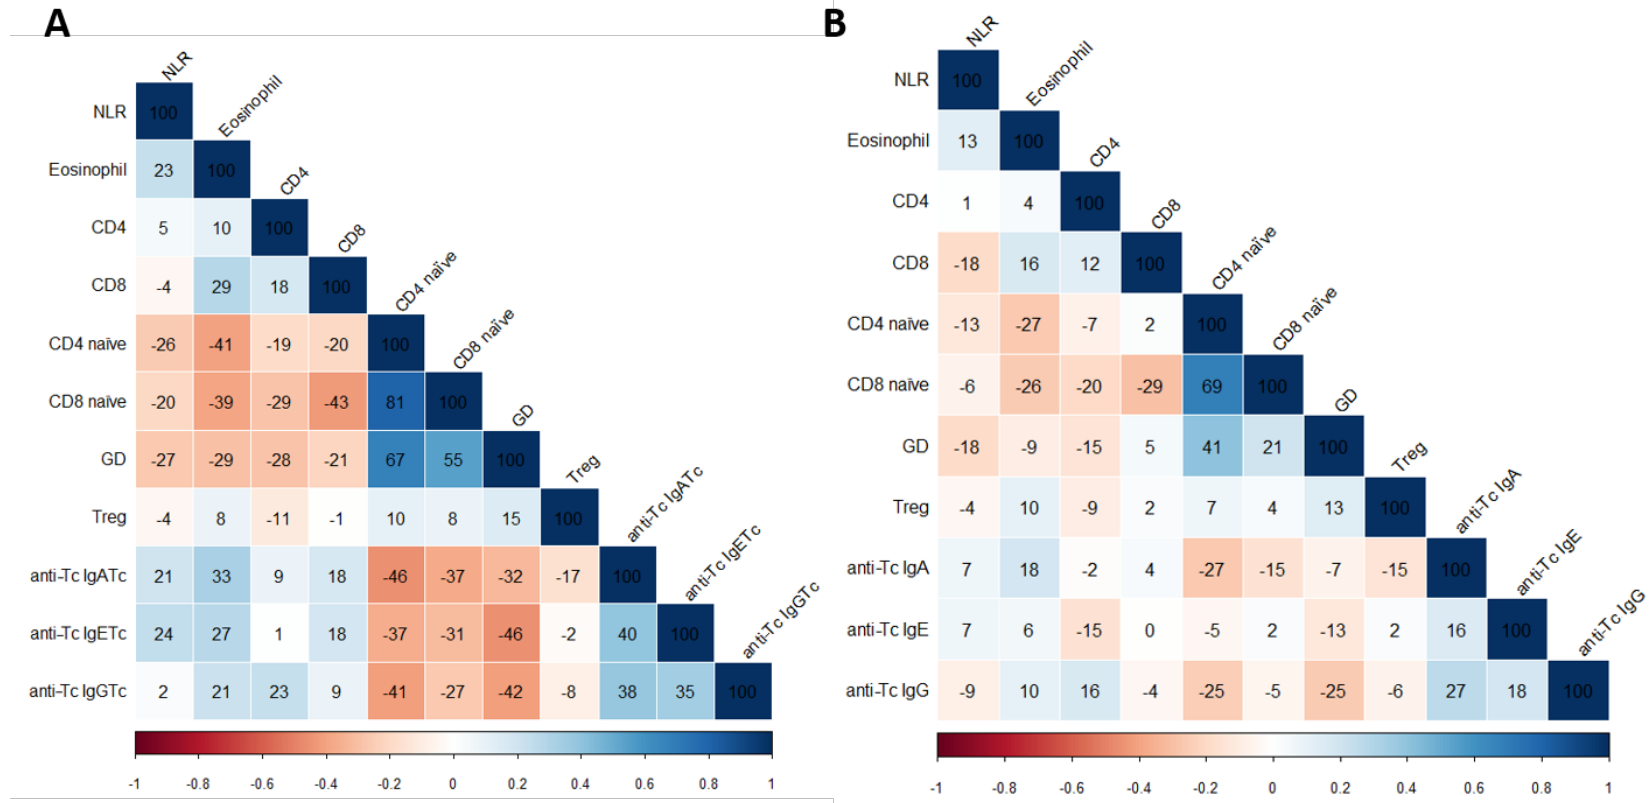 A
NLR
Eosinophil
CD4
CD8
CD4 naïve
CD8 naïve
GD
Treg
anti-Tc IgATc
anti-Tc IgETc
anti-Tc IgGTc
NLR 100
Eosinophil 23 100
CD4 5 10 100
CD8 -4 29 18 100
CD4 naïve -26 -41 -19 -20 100
CD8 naïve -20 -39 -29 -43 81 100
GD -27 -29 -28 -21 67 55 100
Treg -4 8 -11 -1 10 8 15 100
anti-Tc IgATc 21 33 9 18 -46 -37 -32 -17 100
anti-Tc IgETc 24 27 1 18 -37 -31 -46 -2 40 100
anti-Tc IgGTc 2 21 23 9 -41 -27 -42 -8 38 35 100
-1 -0.8 -0.6 -0.4 -0.2 0 0.2 0.4 0.6 0.8 1
B
NLR
Eosinophil
CD4
CD8
CD4 naïve
CD8 naïve
GD
Treg
anti-Tc IgA
anti-Tc IgE
anti-Tc IgG
NLR 100
Eosinophil 13 100
CD4 1 4 100
CD8 -18 16 12 100
CD4 naïve -13 -27 -7 2 100
CD8 naïve -6 -26 -20 -29 69 100
GD -18 -9 -15 5 41 21 100
Treg -4 10 -9 2 7 4 13 100
anti-Tc IgA 7 18 -2 4 -27 -15 -7 -15 100
anti-Tc IgE 7 6 -15 0 -5 2 -13 2 16 100
anti-Tc IgG -9 10 16 -4 -25 -5 -25 -6 27 18 100
-1 -0.8 -0.6 -0.4 -0.2 0 0.2 0.4 0.6 0.8 1